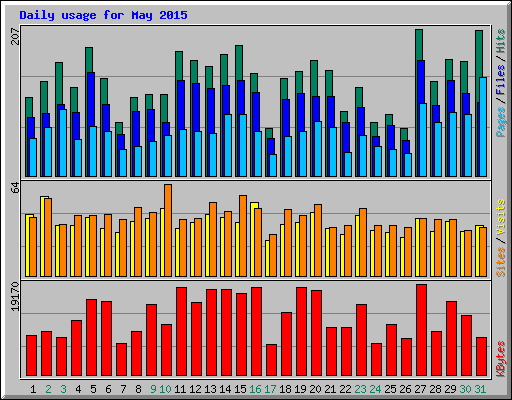 Daily usage for May 2015
207
Pages / Files / Hits
64
Sites / Visits
19170
KBytes
1 2 3 4 5 6 7 8 9 10 11 12 13 14 15 16 17 18 19 20 21 22 23 24 25 26 27 28 29 30 31